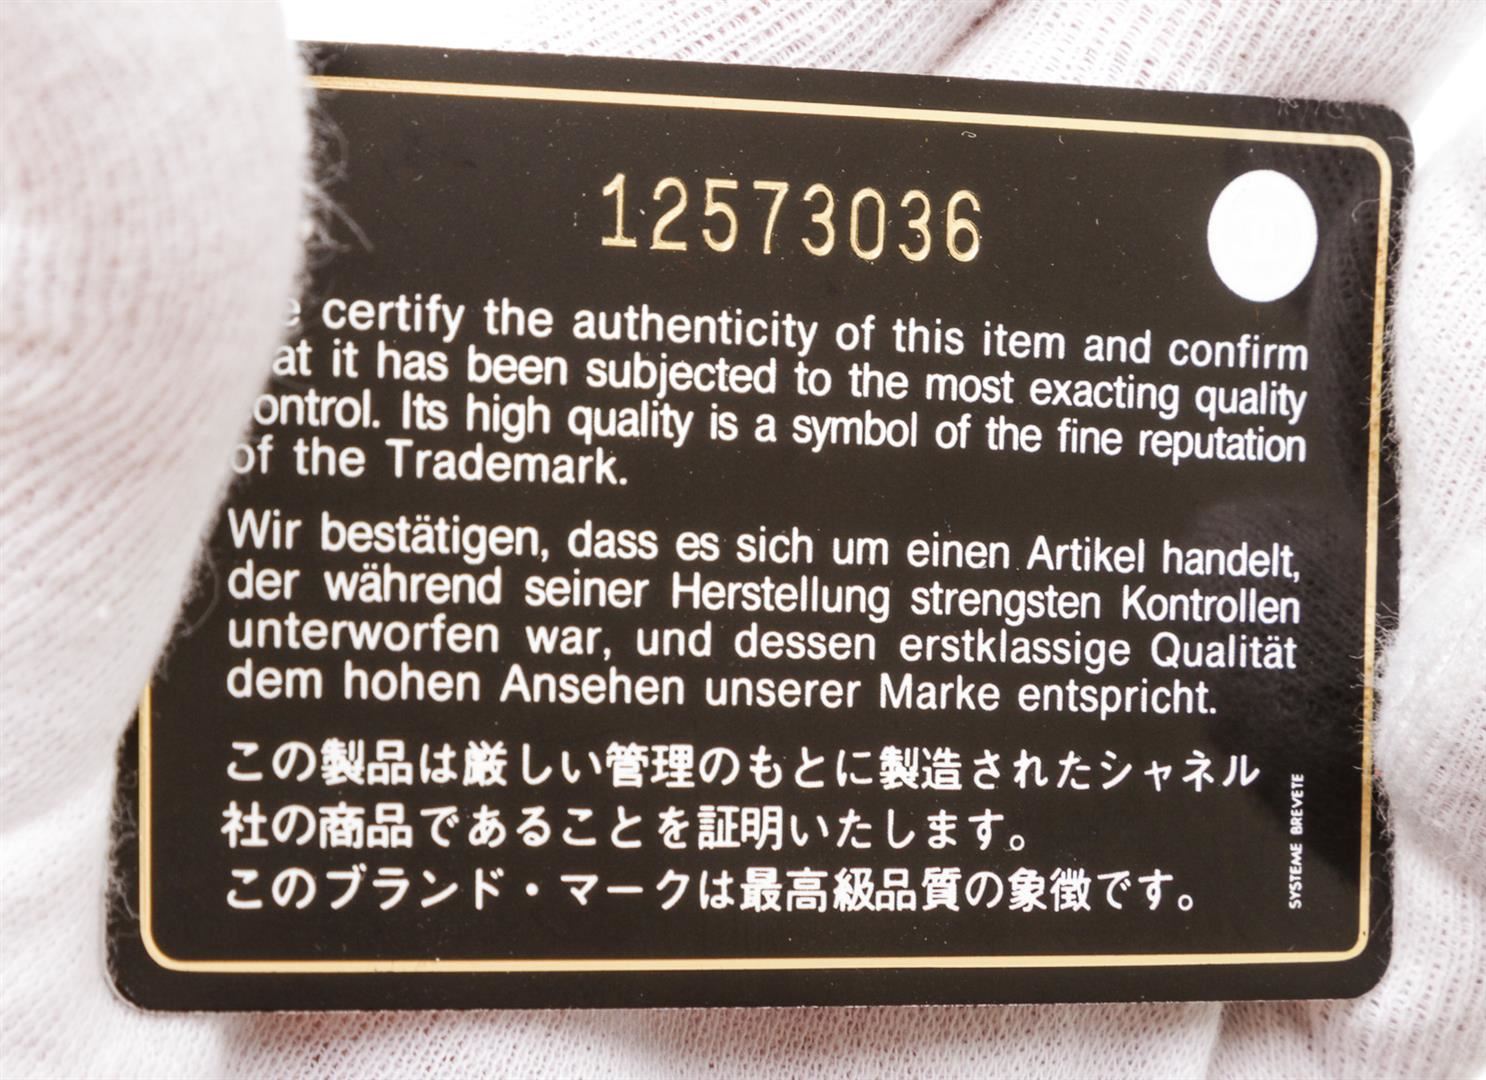 12573036
certify the authenticity of this item and confirm
it has been subjected to the most exacting quality
Its high quality is a symbol of the fine reputation
of the Trademark.
Wir bestätigen, dass es sich um einen Artikel handelt,
der während seiner Herstellung strengsten Kontrollen
unterworfen war, und dessen erstklassige Qualität
dem hohen Ansehen unserer Marke entspricht.
この製品は厳しい管理のもとに製造されたシャネル
社の商品であることを証明いたします。
このブランド・マークは最高級品質の象徴です。
SYSTEME BREVETE